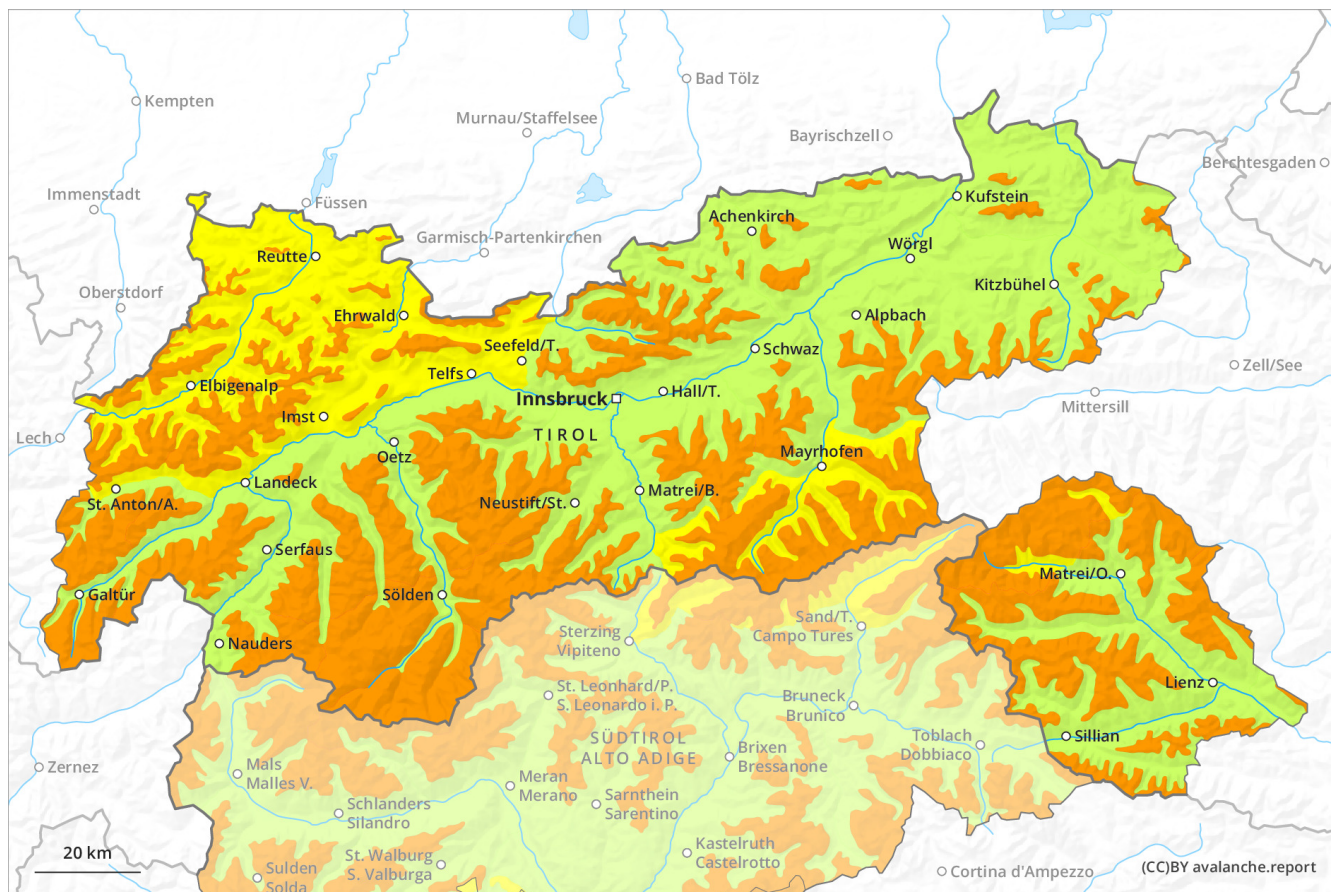 Bad Tölz
Kempten
Murnau/Staffelsee
Bayrischzell
Berchtesgaden
Immenstadt
Füssen
Kufstein
Achenkirch
Garmisch-Partenkirchen
Reutte
Wörgl
Oberstdorf
Kitzbühel
Ehrwald
Alpbach
Seefeld/T.
Schwaz
Zell/See
Telfs
Elbigenalp
Hall/T.
Innsbruck
Mittersill
Imst
Lech
TIROL
Oetz
Mayrhofen
Landeck
Matrei/B.
St. Anton/A.
Neustift/St.
Serfaus
Matrei/O.
Galtür
Sölden
Sand/T.
Campo Tures
Sterzing
Vipiteno
Nauders
Lienz
St. Leonhard/P.
S. Leonardo i. P.
Bruneck
Brunico
SÜDTIROL
ALTO ADIGE
Toblach
Dobbiaco
Sillian
Brixen
Bressanone
Zernez
Mals
Malles V.
Meran
Merano
Sarnthein
Sarentino
Schlanders
Silandro
20 km
Kastelruth
Castelrotto
St. Walburg
S. Valburga
Sulden
Solda
Cortina d'Ampezzo
(CC)BY avalanche.report